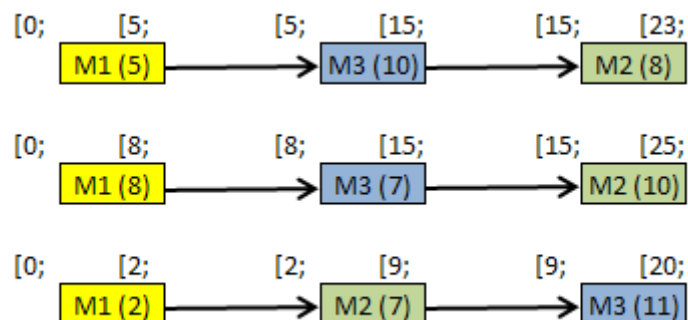 [0; [5; [5; [15; [15; [23;
M1 (5) M3 (10) M2 (8)
[0; [8; [8; [15; [15; [25;
M1 (8) M3 (7) M2 (10)
[0; [2; [2; [9; [9; [20;
M1 (2) M2 (7) M3 (11)